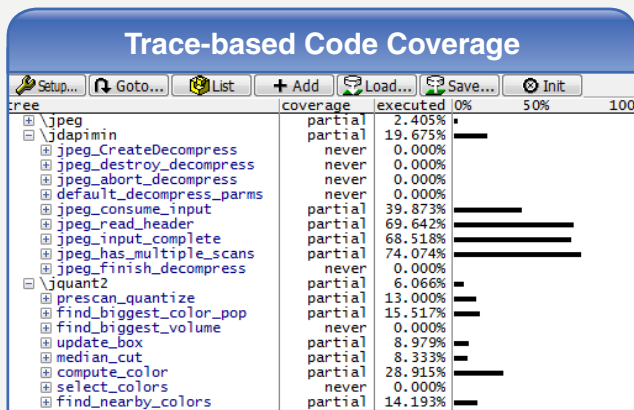 Trace-based Code Coverage
Setup... Goto... List Add Load... Save... Init
tree coverage executed 0% 50% 100
\jpeg partial 2.405%
\jdapimin partial 19.675%
jpeg_CreateDecompress never 0.000%
jpeg_destroy_decompress never 0.000%
jpeg_abort_decompress never 0.000%
default_decompress_parms never 0.000%
jpeg_consume_input partial 39.873%
jpeg_read_header partial 69.642%
jpeg_input_complete partial 68.518%
jpeg_has_multiple_scans partial 74.074%
jpeg_finish_decompress never 0.000%
\jquant2 partial 6.066%
prescan_quantize partial 13.000%
find_biggest_color_pop partial 15.517%
find_biggest_volume never 0.000%
update_box partial 8.979%
median_cut partial 8.333%
compute_color partial 28.915%
select_colors never 0.000%
find_nearby_colors partial 14.193%